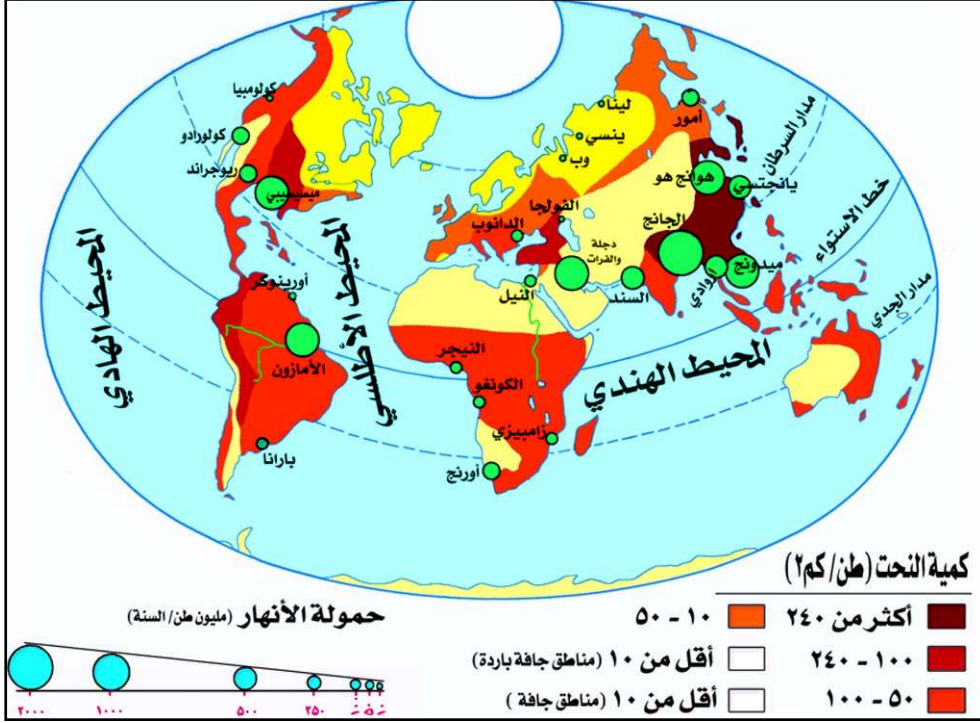 كولومبيا
كولورادو
ريوجراند
ميسيسيبي
لينا
ينسي
وب
أمور
مدار السرطان
هوانج هو
يانجتسي
خط الاستواء
الفولجا
الدانوب
الجانج
دجلة
والفرات
ميدونج
اروادي
السند
النيل
مدار الجدي
أورينوكو
الأمازون
النيجر
الكونغو
زامبيزي
أورنج
بارانا
المحيط الهادي
المحيط الأطلسي
المحيط الهندي
كمية النحت (طن/ كم٢)
أكثر من ٢٤٠
١٠٠ - ٢٤٠
٥٠ - ١٠٠
١٠ - ٥٠
أقل من ١٠ (مناطق جافة باردة)
أقل من ١٠ (مناطق جافة )
حمولة الأنهار (مليون طن/ السنة)
٢٠٠٠ ١٠٠٠ ٥٠٠ ٢٥٠